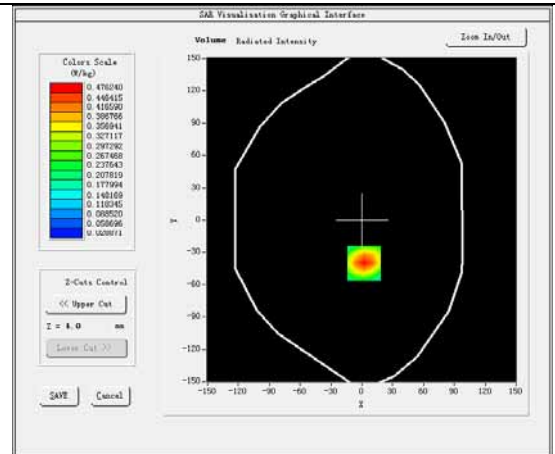 SAR Visualisation Graphical Interface
Volume Radiated Intensity
Zoom In/Out
Colors Scale
(W/kg)
0.476240
0.446415
0.416590
0.386766
0.356941
0.327117
0.297292
0.267468
0.237643
0.207819
0.177994
0.148169
0.118345
0.088520
0.058696
0.028871
Z-Cuts Control
<< Upper Cut
Z = 4.0 mm
Lower Cut >>
SAVE
Cancel
150
120
90
60
30
0
-30
-60
-90
-120
-150
Y
-150 -120 -90 -60 -30 0 30 60 90 120 150
X